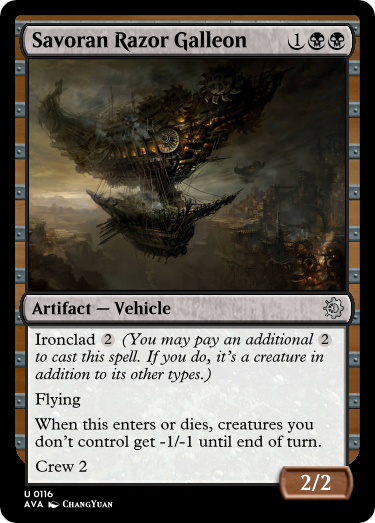 Savoran Razor Galleon 1
Artifact — Vehicle
Ironclad 2 (You may pay an additional 2
to cast this spell. If you do, it's a creature in
addition to its other types.)
Flying
When this enters or dies, creatures you
don't control get -1/-1 until end of turn.
Crew 2
2/2
U 0116
AVA ChangYuan